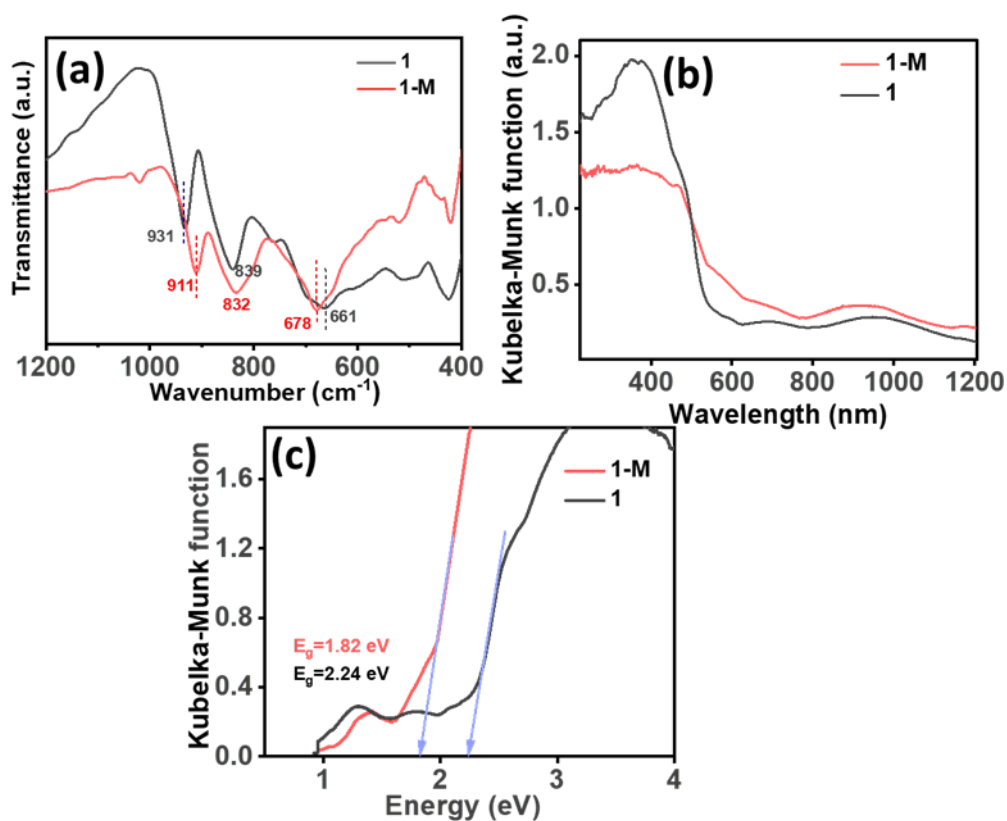 (a)
1
1-M
931
911
839
832
678
661
Transmittance (a.u.)
1200 1000 800 600 400
Wavenumber (cm⁻¹)
(b)
1-M
1
Kubelka-Munk function (a.u.)
2.0
1.5
1.0
0.5
400 600 800 1000 1200
Wavelength (nm)
(c)
1-M
1
Kubelka-Munk function
1.6
1.2
0.8
0.4
0.0
E_g=1.82 eV
E_g=2.24 eV
1 2 3 4
Energy (eV)